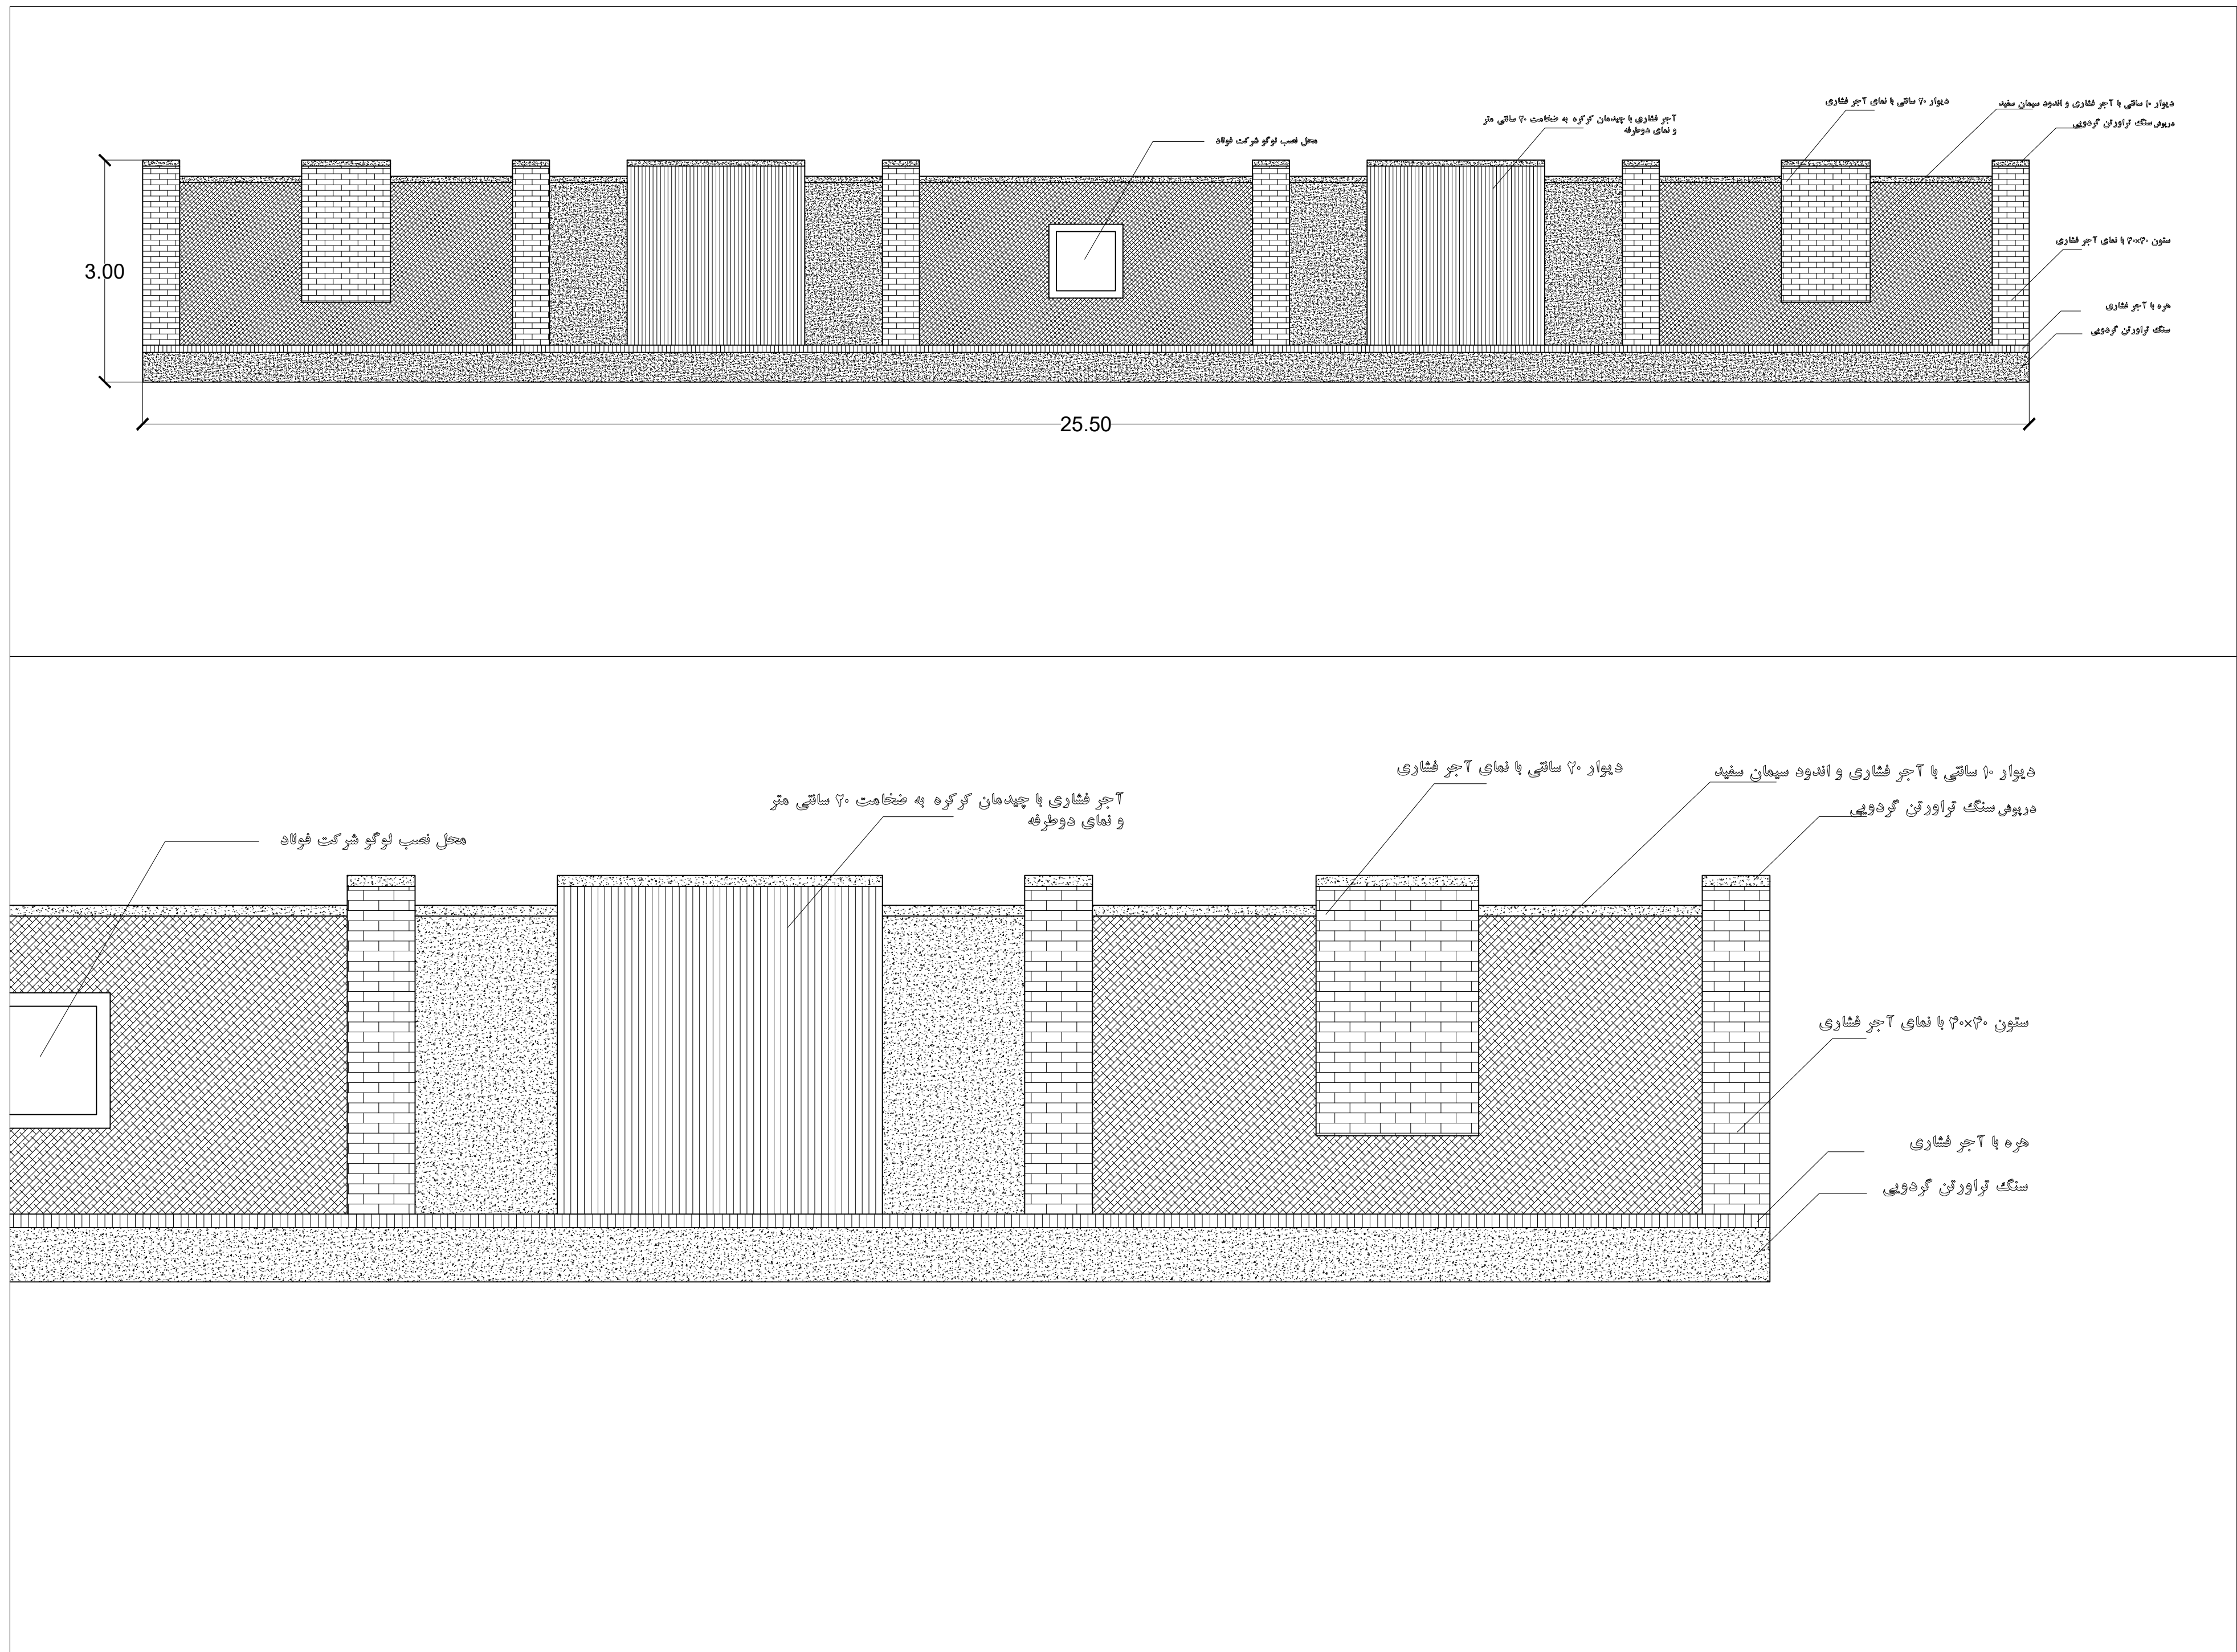 دیوار ۱۰ سانتی با آجر فشاری و اندود سیمان سفید
دیوار ۲۰ سانتی با نمای آجر فشاری
آجر فشاری با چیدمان کرکره به ضخامت ۲۰ سانتی متر
و نمای دوطرفه
درپوش سنگ تراورتن گردویی
محل نصب لوگو شرکت فولاد
ستون ۴۰×۴۰ با نمای آجر فشاری
3.00
هره با آجر فشاری
سنگ تراورتن گردویی
25.50
دیوار ۲۰ سانتی با نمای آجر فشاری
دیوار ۱۰ سانتی با آجر فشاری و اندود سیمان سفید
آجر فشاری با چیدمان کرکره به ضخامت ۲۰ سانتی متر
و نمای دوطرفه
درپوش سنگ تراورتن گردویی
محل نصب لوگو شرکت فولاد
ستون ۴۰×۴۰ با نمای آجر فشاری
هره با آجر فشاری
سنگ تراورتن گردویی